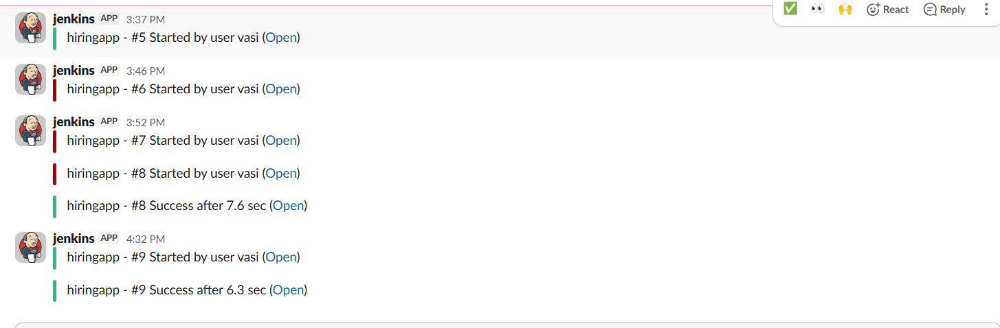 jenkins APP 3:37 PM
React Reply
hiringapp - #5 Started by user vasi (Open)
jenkins APP 3:46 PM
hiringapp - #6 Started by user vasi (Open)
jenkins APP 3:52 PM
hiringapp - #7 Started by user vasi (Open)
hiringapp - #8 Started by user vasi (Open)
hiringapp - #8 Success after 7.6 sec (Open)
jenkins APP 4:32 PM
hiringapp - #9 Started by user vasi (Open)
hiringapp - #9 Success after 6.3 sec (Open)